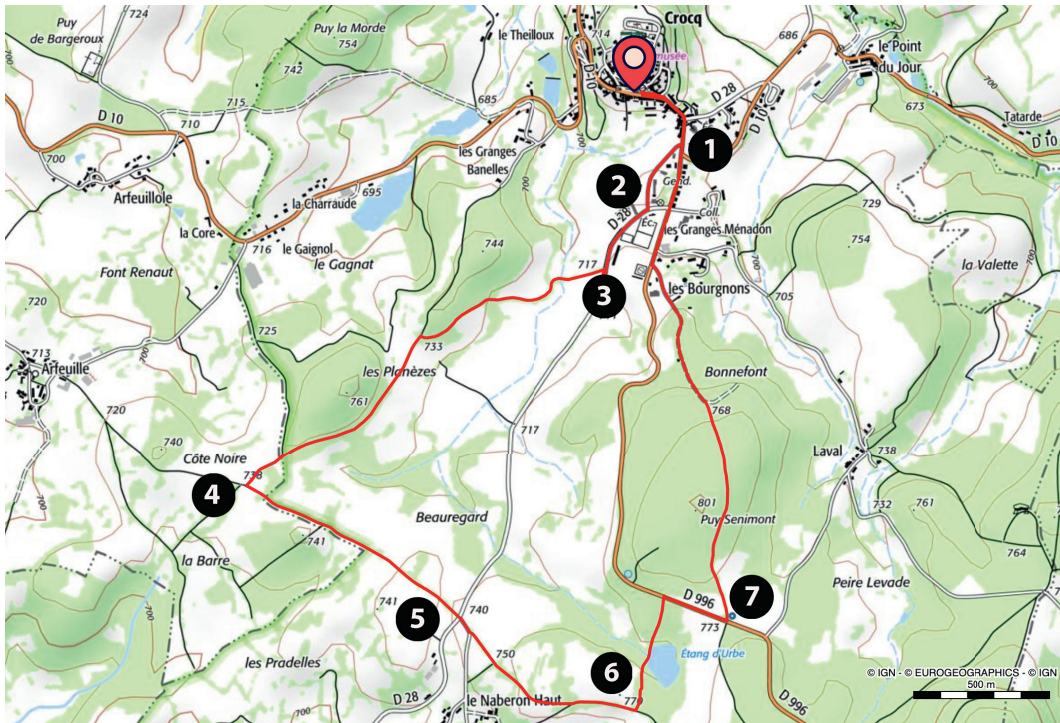 724
Puy
de Bargeroux
Puy la Morde
754
742
le Theilloux
714
D 10
Crocq
musée
686
le Point
du Jour
700
673
D 28
D 10
Tatarde
D 10
715
685
D 10
710
700
les Granges
Banelles
700
1
Arfeuillole
la Charraude
695
2
Gend.
Coll.
729
la Core
716
le Gaignol
le Gagnat
744
D 28
ÉC.
les Granges Ménadon
754
la Valette
Font Renaut
717
700
720
3
les Bourgnons
705
725
700
733
713
Arfeuille
les Planèzes
761
Bonnefont
768
720
717
740
Côte Noire
738
4
Laval
738
801
Puy Senimont
732
761
Beauregard
700
741
la Barre
764
Peire Levade
741
5
740
D 996
7
773
les Pradelles
750
6
Étang d'Urbe
D 28
le Naberon Haut
770
D 996
© IGN - © EUROGEOGRAPHICS - © IGN
500 m